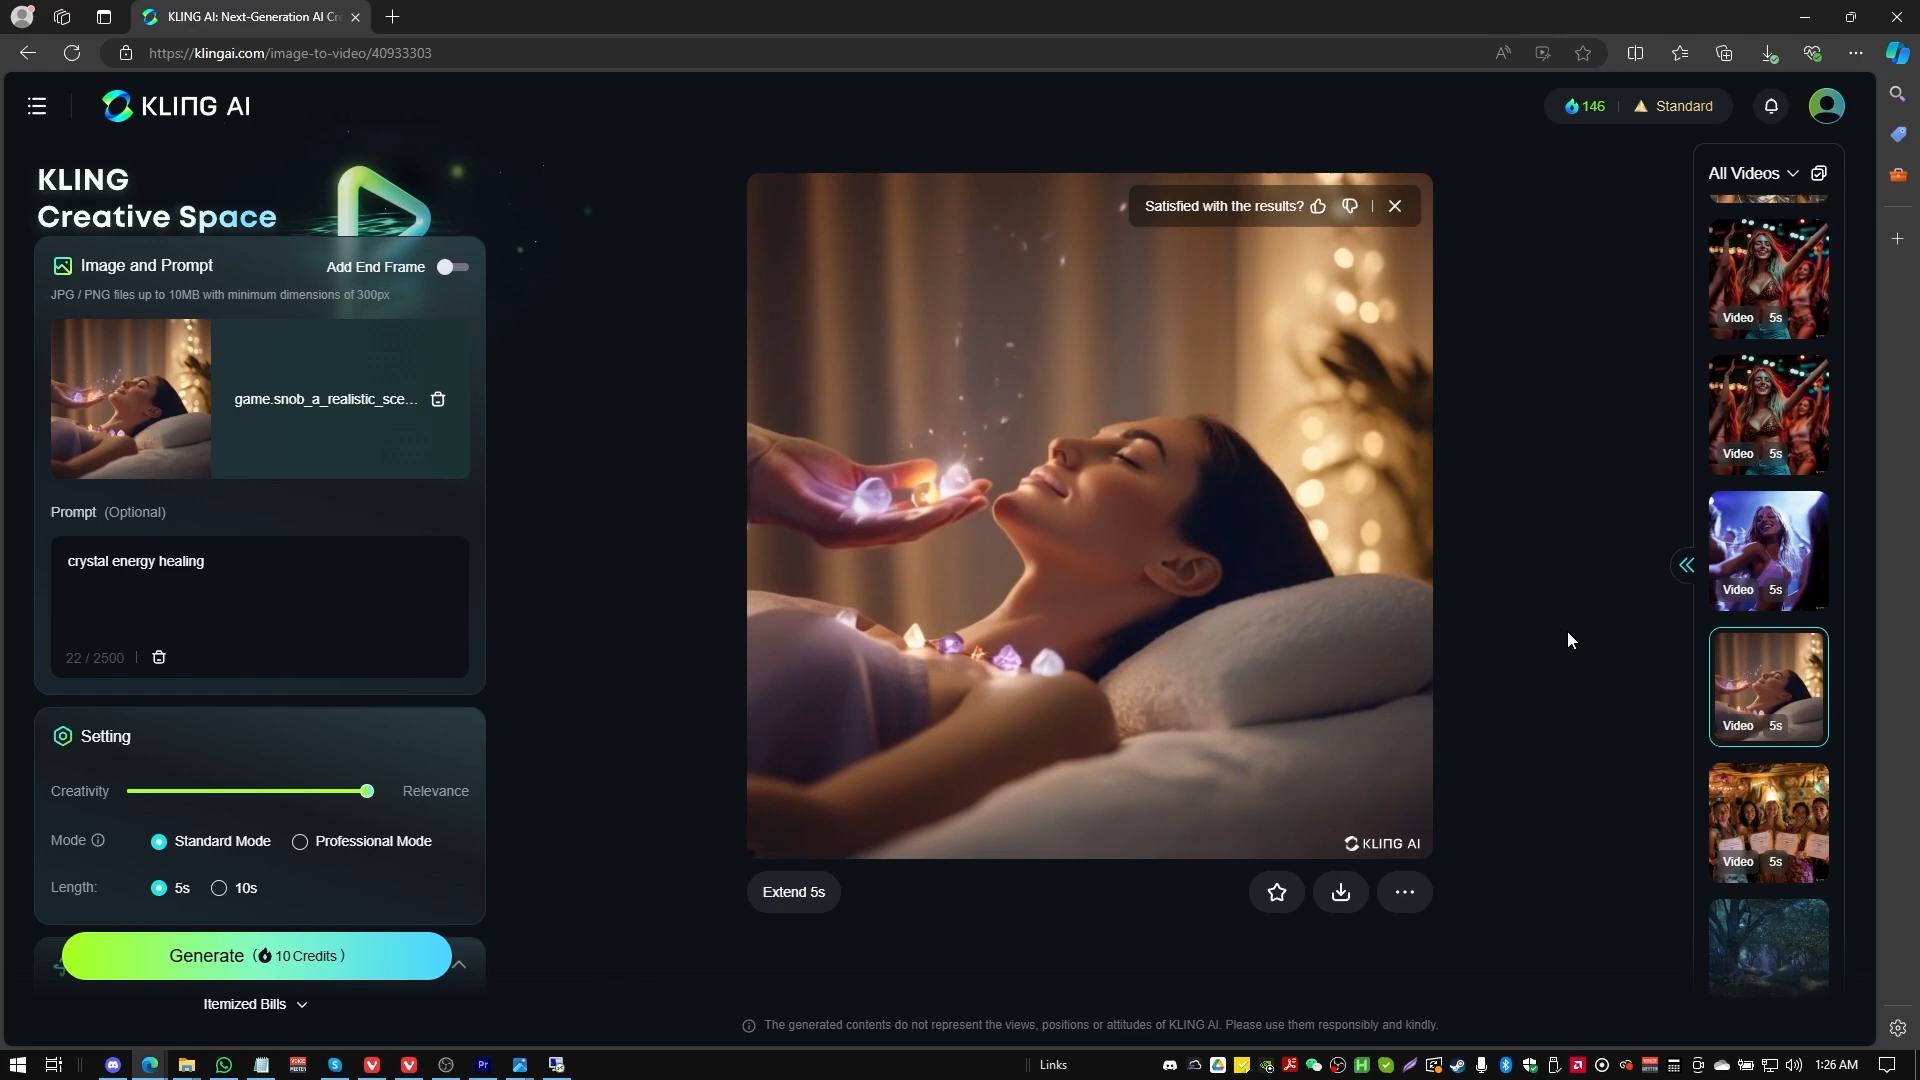 KLING AI: Next-Generation AI Cr
https://klingai.com/image-to-video/40933303
KLING AI
146
Standard
KLING
Creative Space
Image and Prompt
Add End Frame
JPG / PNG files up to 10MB with minimum dimensions of 300px
game.snob_a_realistic_sce...
Prompt (Optional)
crystal energy healing
22 / 2500
Setting
Creativity
Relevance
Mode
Standard Mode
Professional Mode
Length:
5s
10s
Generate ( 10 Credits )
Itemized Bills
Satisfied with the results?
KLING AI
Extend 5s
The generated contents do not represent the views, positions or attitudes of KLING AI. Please use them responsibly and kindly.
All Videos
Video 5s
Video 5s
Video 5s
Video 5s
Video 5s
Links
1:26 AM